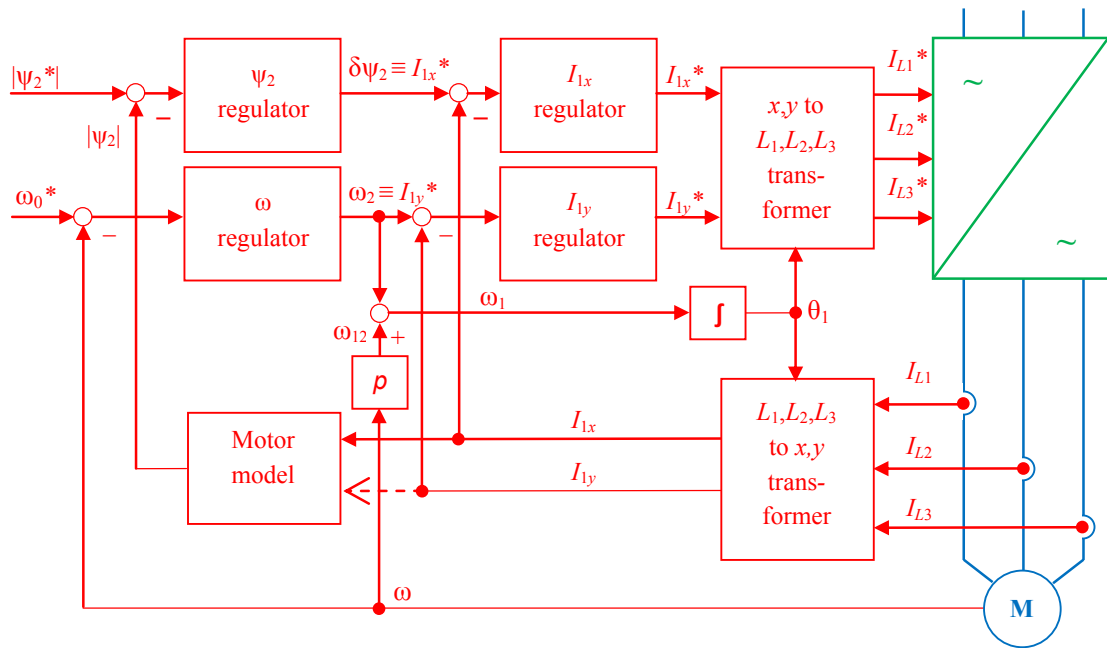 |ψ2*|
ψ2
regulator
δψ2 ≡ I1x*
I1x
regulator
I1x*
x,y to
L1,L2,L3
trans-
former
IL1*
IL2*
IL3*
~
~
−
−
|ψ2|
ω0*
ω
regulator
ω2 ≡ I1y*
I1y
regulator
I1y*
−
−
ω1
∫
θ1
ω12
+
p
Motor
model
I1x
I1y
L1,L2,L3
to x,y
trans-
former
IL1
IL2
IL3
ω
M